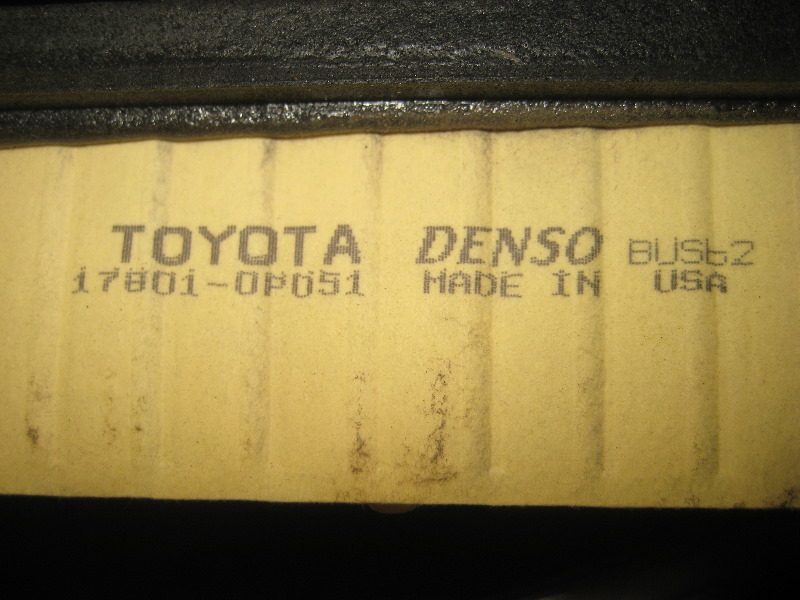 TOYOTA DENSO BUS62
17801-0P051 MADE IN USA